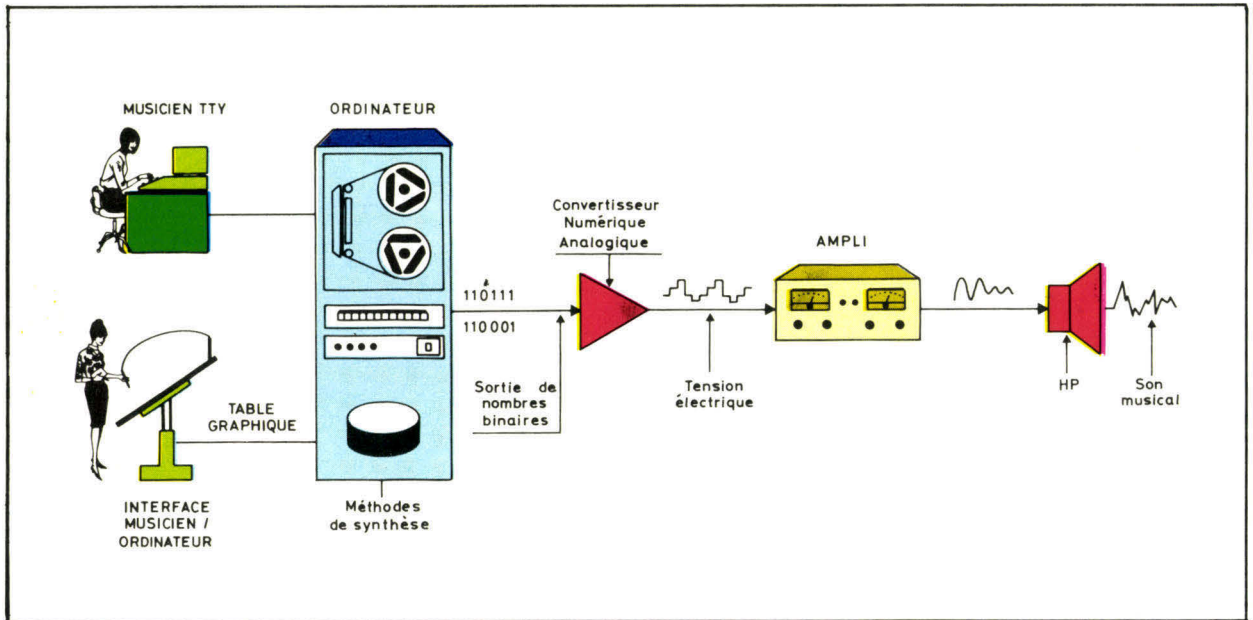 MUSICIEN TTY
ORDINATEUR
Convertisseur
Numérique
Analogique
AMPLI
110111
110001
Sortie de
nombres
binaires
Tension
électrique
HP
Son
musical
TABLE
GRAPHIQUE
INTERFACE
MUSICIEN /
ORDINATEUR
Méthodes
de synthèse